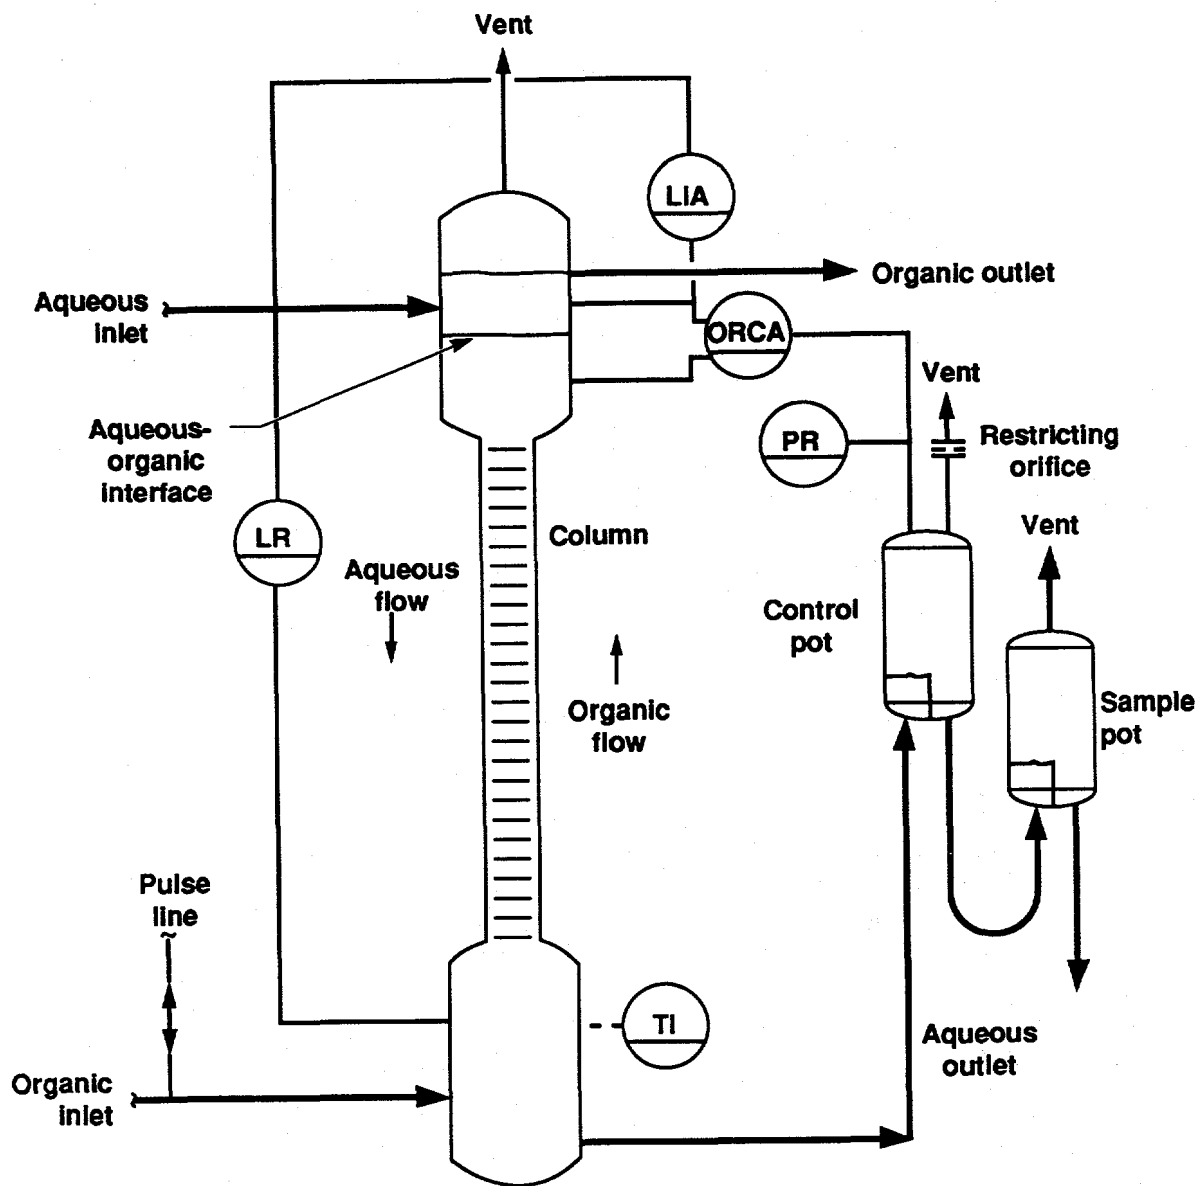 Vent
LIA
Organic outlet
Aqueous
inlet
ORCA
Vent
Aqueous-
organic
interface
PR
Restricting
orifice
LR
Column
Vent
Aqueous
flow
Control
pot
Organic
flow
Sample
pot
Pulse
line
TI
Aqueous
outlet
Organic
inlet